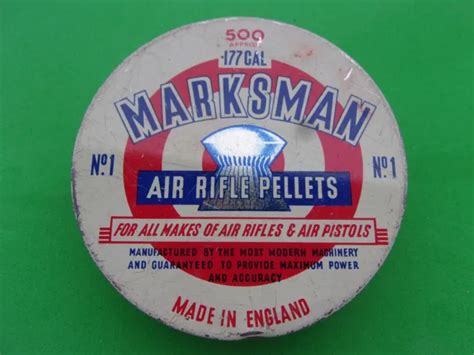 500
APPROX
.177 CAL
MARKSMAN
Nº1
Nº1
AIR RIFLE PELLETS
FOR ALL MAKES OF AIR RIFLES & AIR PISTOLS
MANUFACTURED BY THE MOST MODERN MACHINERY
AND GUARANTEED TO PROVIDE MAXIMUM POWER
AND ACCURACY
MADE IN ENGLAND